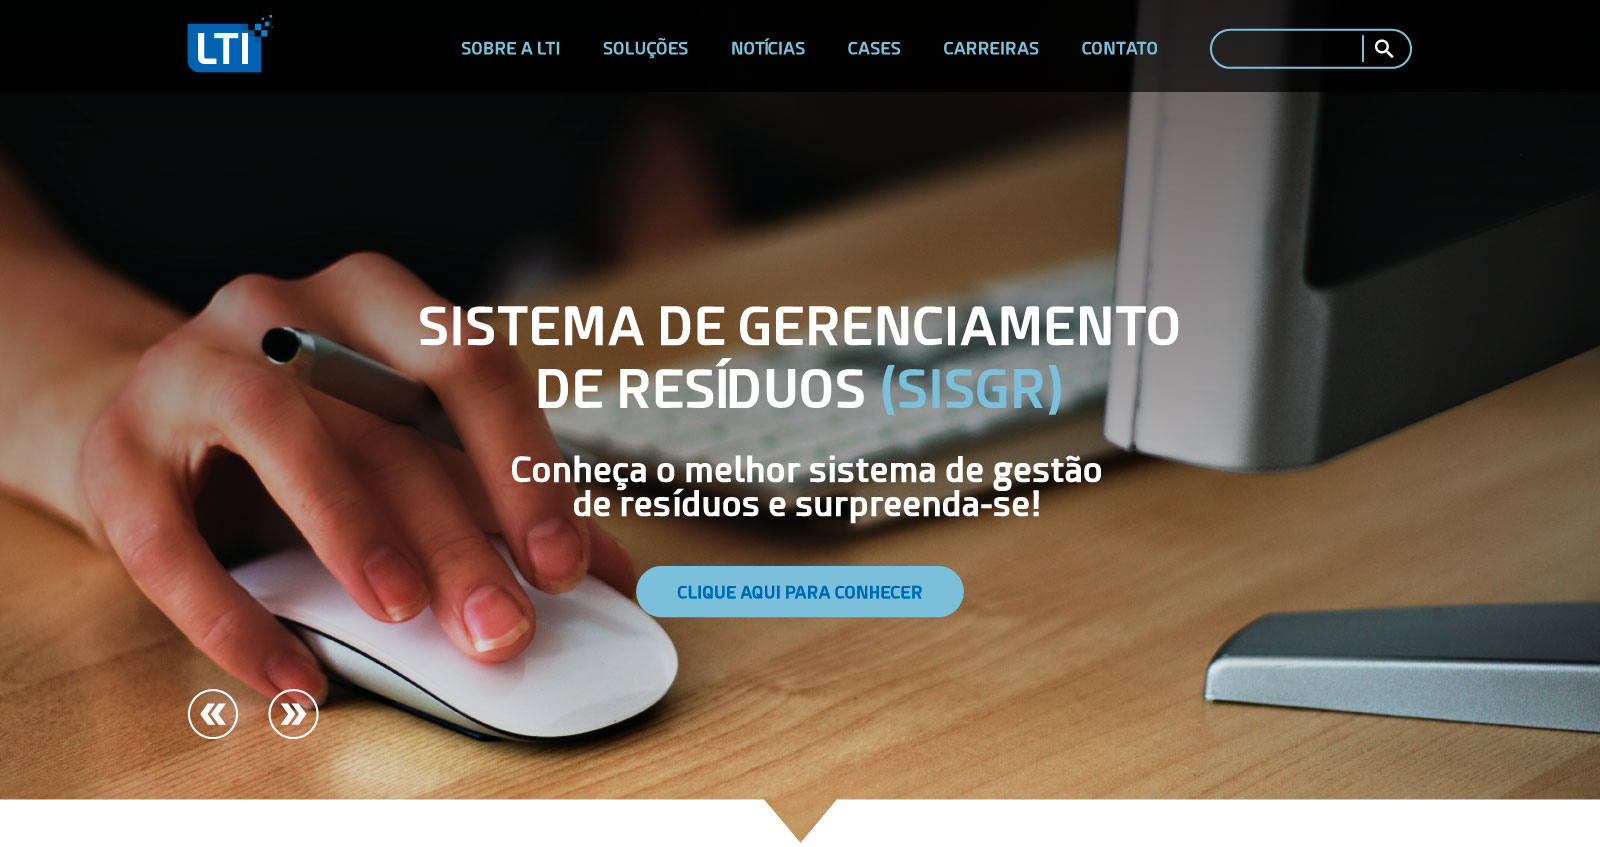 LTI
SOBRE A LTI
SOLUÇÕES
NOTÍCIAS
CASES
CARREIRAS
CONTATO
SISTEMA DE GERENCIAMENTO
DE RESÍDUOS (SISGR)
Conheça o melhor sistema de gestão
de resíduos e surpreenda-se!
CLIQUE AQUI PARA CONHECER